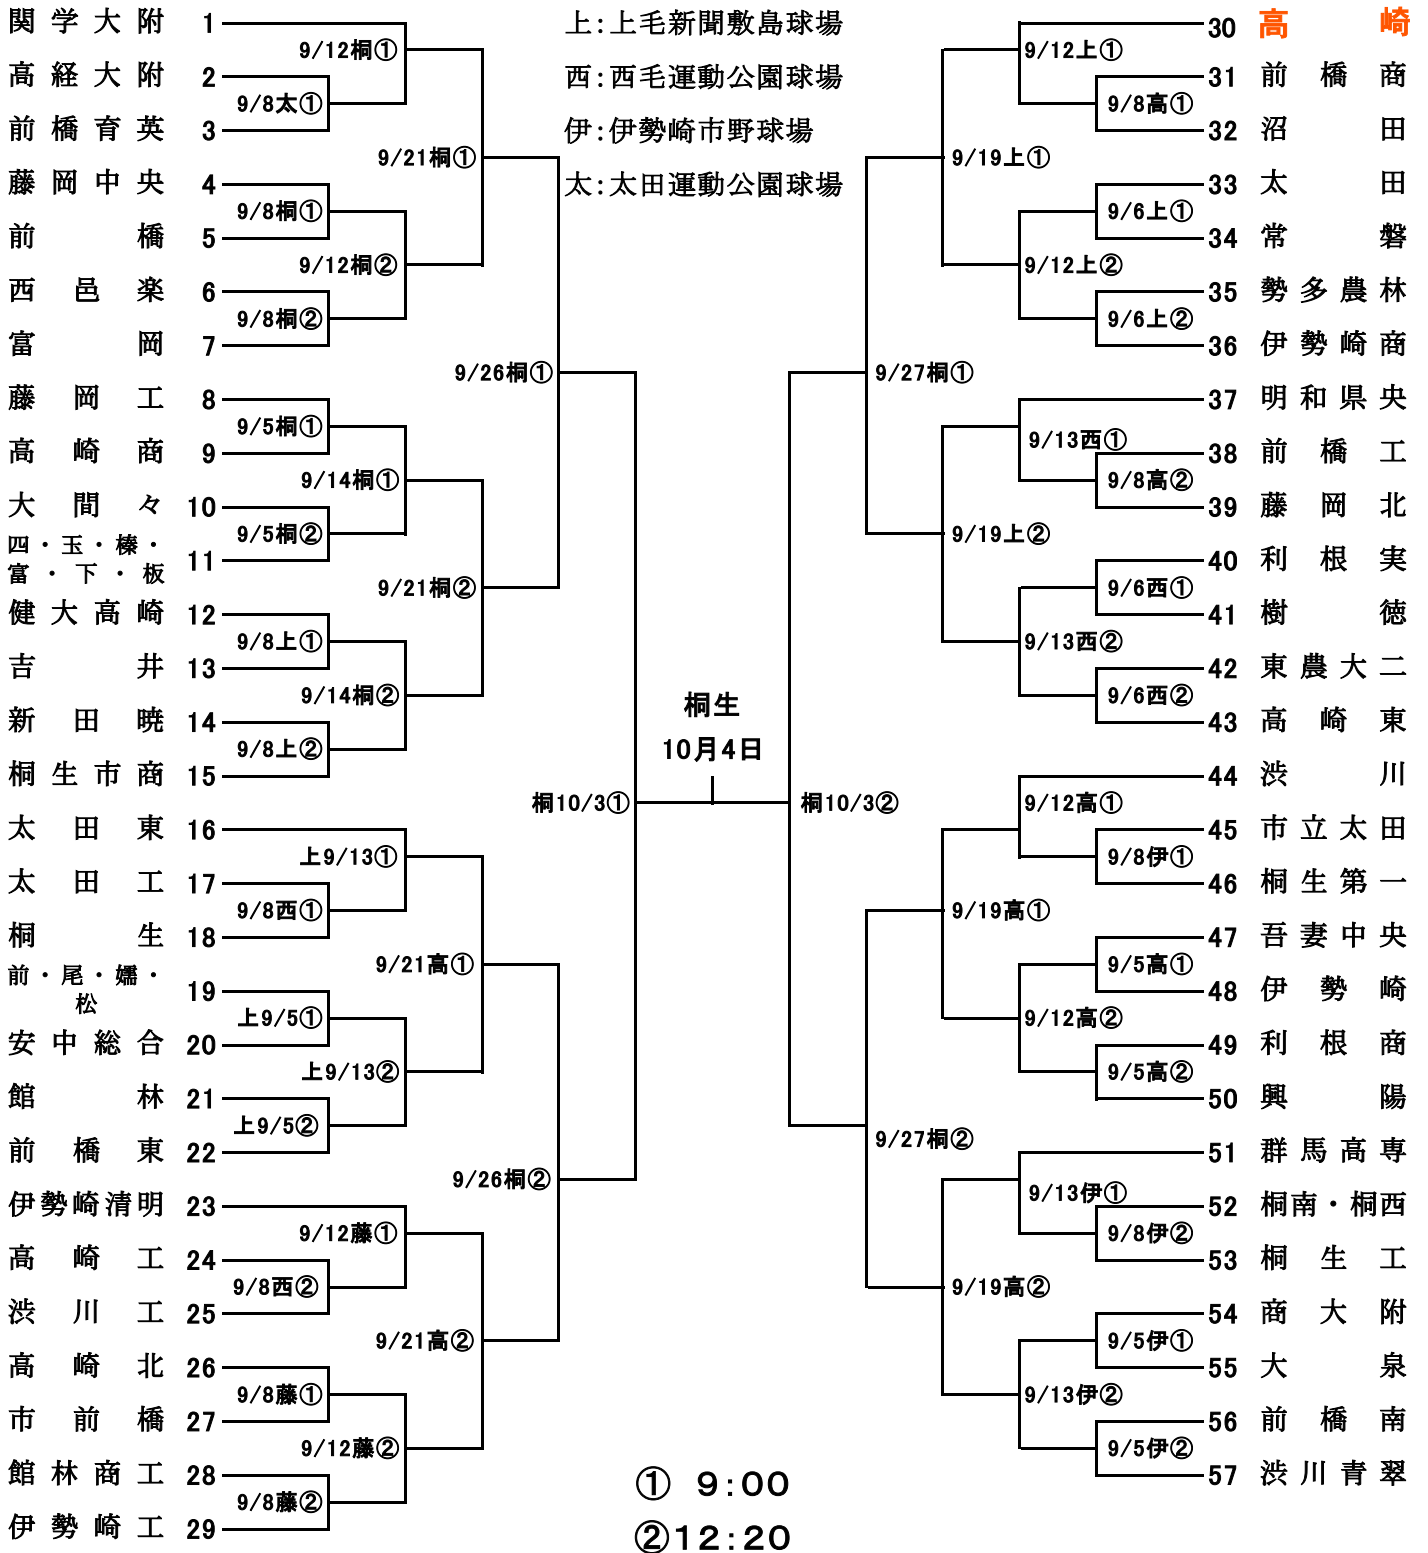 関学大附 1
9/12桐①
高経大附 2
9/8太①
前橋育英 3
9/21桐①
藤岡中央 4
9/8桐①
前橋 5
9/12桐②
西邑楽 6
9/8桐②
富岡 7
9/26桐①
藤岡工 8
9/5桐①
高崎商 9
9/14桐①
大間々 10
9/5桐②
四・玉・榛・
富・下・板
11
9/21桐②
健大高崎 12
9/8上①
吉井 13
9/14桐②
新田暁 14
9/8上②
桐生市商 15
桐10/3①
太田東 16
上9/13①
太田工 17
9/8西①
桐生 18
9/21高①
前・尾・嬬・
松
19
上9/5①
安中総合 20
上9/13②
館林 21
上9/5②
前橋東 22
9/26桐②
伊勢崎清明 23
9/12藤①
高崎工 24
9/8西②
渋川工 25
9/21高②
高崎北 26
9/8藤①
市前橋 27
9/12藤②
館林商工 28
9/8藤②
伊勢崎工 29
上:上毛新聞敷島球場
西:西毛運動公園球場
伊:伊勢崎市野球場
太:太田運動公園球場
桐生
10月4日
① 9:00
②12:20
30 高崎
9/12上①
31 前橋商
9/8高①
32 沼田
9/19上①
33 太田
9/6上①
34 常磐
9/12上②
35 勢多農林
9/6上②
36 伊勢崎商
9/27桐①
37 明和県央
9/13西①
38 前橋工
9/8高②
39 藤岡北
9/19上②
40 利根実
9/6西①
41 樹徳
9/13西②
42 東農大二
9/6西②
43 高崎東
桐10/3②
44 渋川
9/12高①
45 市立太田
9/8伊①
46 桐生第一
9/19高①
47 吾妻中央
9/5高①
48 伊勢崎
9/12高②
49 利根商
9/5高②
50 興陽
9/27桐②
51 群馬高専
9/13伊①
52 桐南・桐西
9/8伊②
53 桐生工
9/19高②
54 商大附
9/5伊①
55 大泉
9/13伊②
56 前橋南
9/5伊②
57 渋川青翠